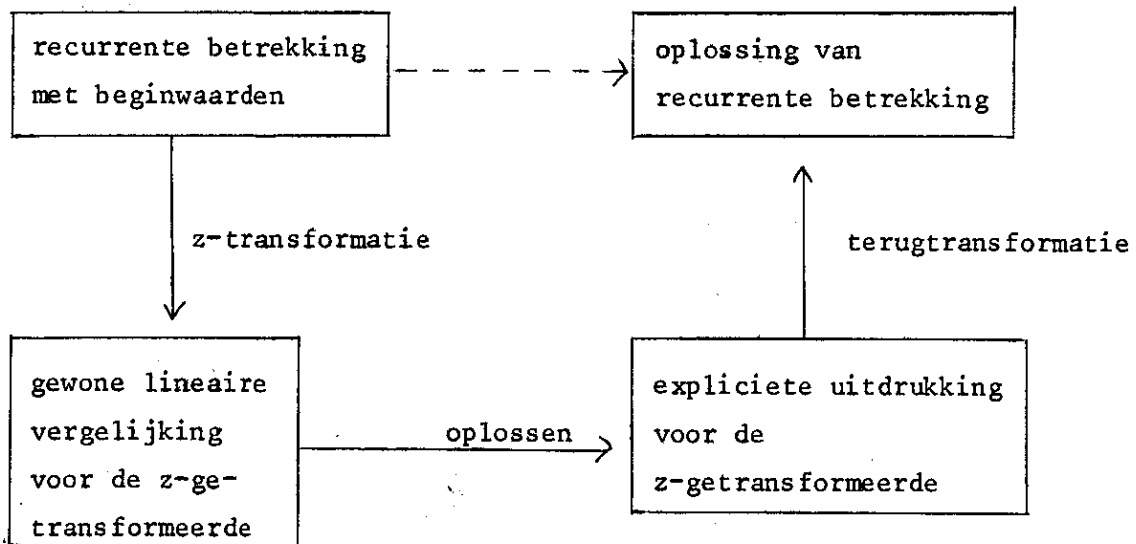 recurrente betrekking
met beginwaarden
oplossing van
recurrente betrekking
z-transformatie
terugtransformatie
gewone lineaire
vergelijking
voor de z-ge-
transformeerde
oplossen
expliciete uitdrukking
voor de
z-getransformeerde